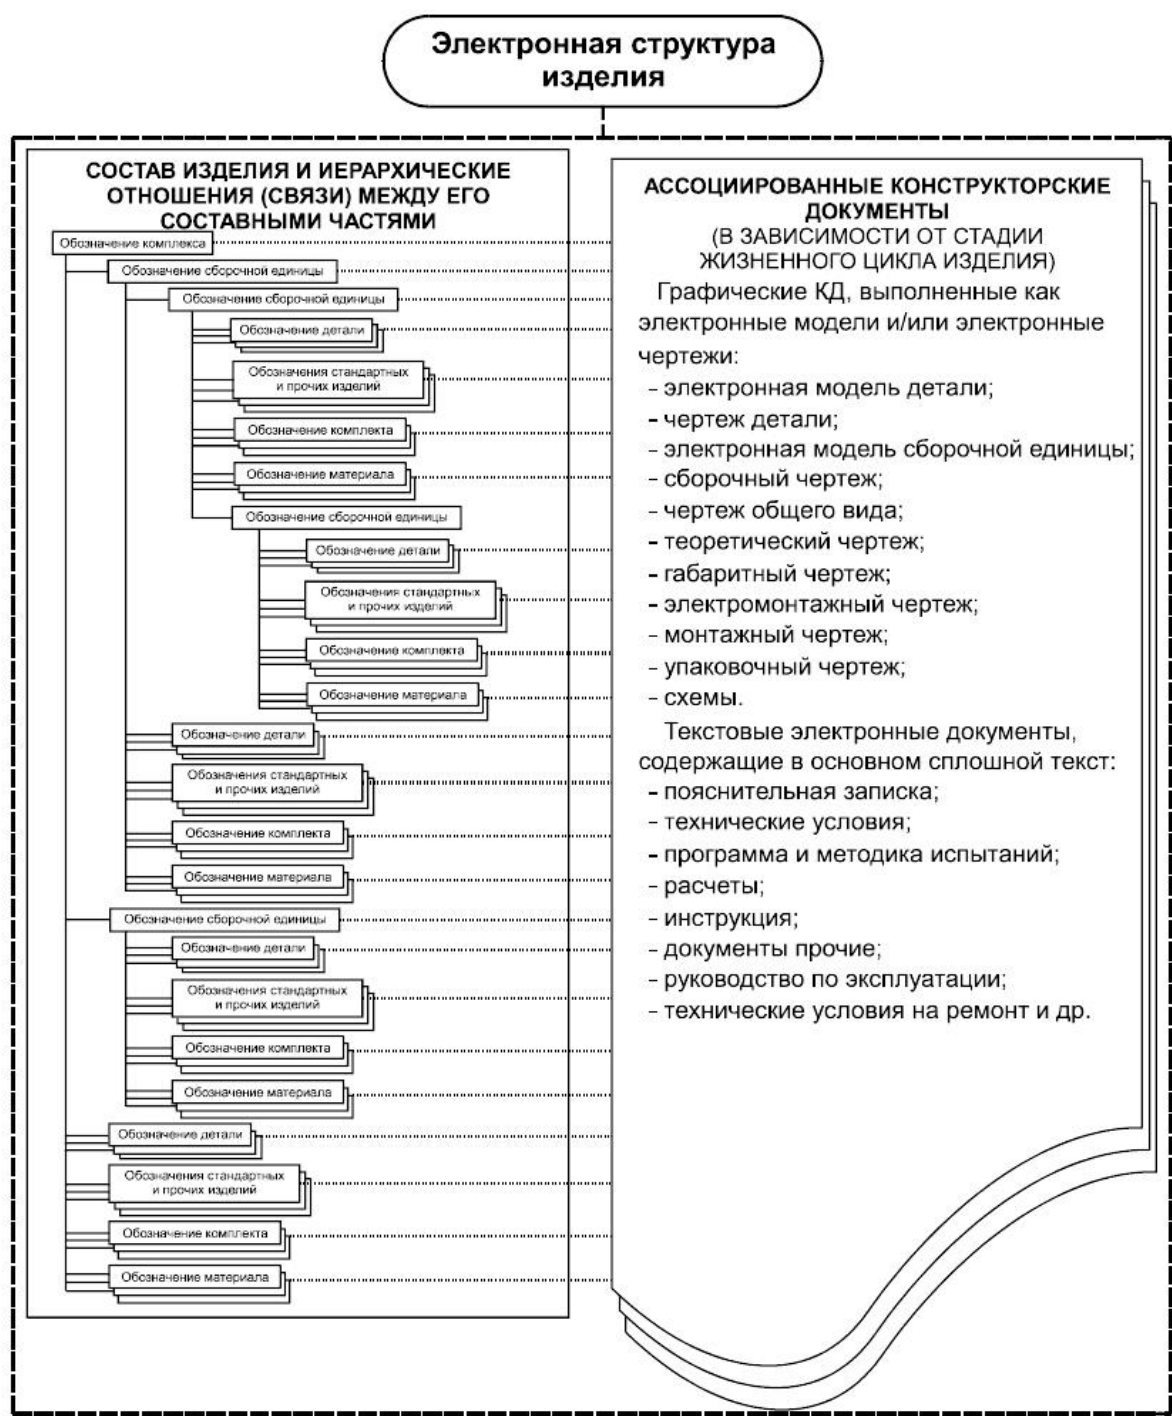 Электронная структура
изделия
СОСТАВ ИЗДЕЛИЯ И ИЕРАРХИЧЕСКИЕ
ОТНОШЕНИЯ (СВЯЗИ) МЕЖДУ ЕГО
СОСТАВНЫМИ ЧАСТЯМИ
Обозначение комплекса
Обозначение сборочной единицы
Обозначение сборочной единицы
Обозначение детали
Обозначения стандартных
и прочих изделий
Обозначение комплекта
Обозначение материала
Обозначение сборочной единицы
Обозначение детали
Обозначения стандартных
и прочих изделий
Обозначение комплекта
Обозначение материала
Обозначение детали
Обозначения стандартных
и прочих изделий
Обозначение комплекта
Обозначение материала
Обозначение сборочной единицы
Обозначение детали
Обозначения стандартных
и прочих изделий
Обозначение комплекта
Обозначение материала
Обозначение детали
Обозначения стандартных
и прочих изделий
Обозначение комплекта
Обозначение материала
АССОЦИИРОВАННЫЕ КОНСТРУКТОРСКИЕ
ДОКУМЕНТЫ
(В ЗАВИСИМОСТИ ОТ СТАДИИ
ЖИЗНЕННОГО ЦИКЛА ИЗДЕЛИЯ)
Графические КД, выполненные как
электронные модели и/или электронные
чертежи:
- электронная модель детали;
- чертеж детали;
- электронная модель сборочной единицы;
- сборочный чертеж;
- чертеж общего вида;
- теоретический чертеж;
- габаритный чертеж;
- электромонтажный чертеж;
- монтажный чертеж;
- упаковочный чертеж;
- схемы.
Текстовые электронные документы,
содержащие в основном сплошной текст:
- пояснительная записка;
- технические условия;
- программа и методика испытаний;
- расчеты;
- инструкция;
- документы прочие;
- руководство по эксплуатации;
- технические условия на ремонт и др.